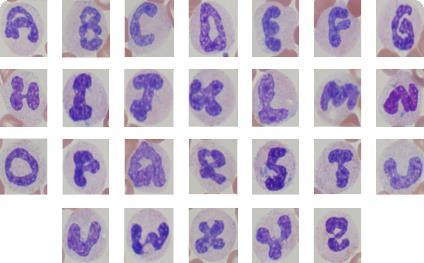 A B C D E F G
H I J K L M N
O P Q R S T U
V W X Y Z